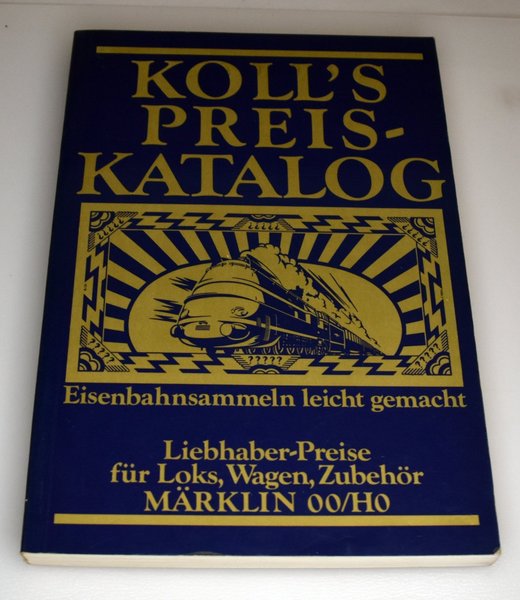 KOLL'S
PREIS-
KATALOG
Eisenbahnsammeln leicht gemacht
Liebhaber-Preise
für Loks, Wagen, Zubehör
MÄRKLIN 00/H0